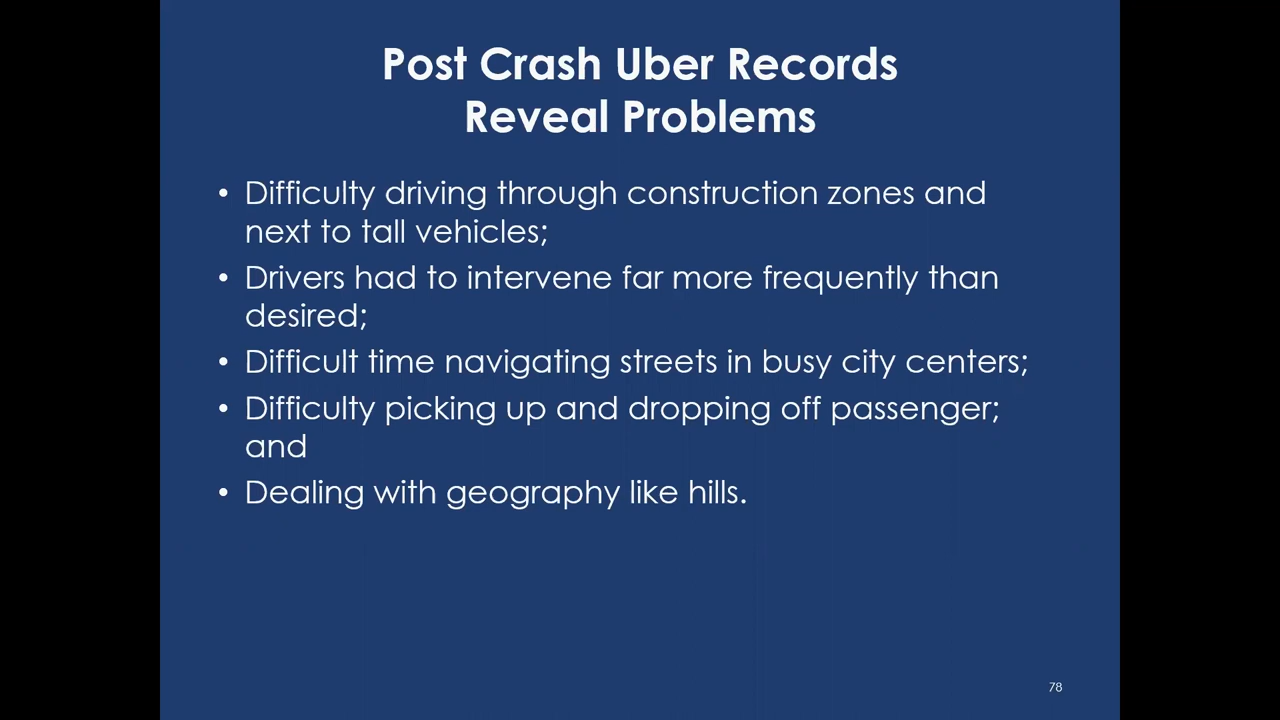 Post Crash Uber Records
Reveal Problems
• Difficulty driving through construction zones and
next to tall vehicles;
• Drivers had to intervene far more frequently than
desired;
• Difficult time navigating streets in busy city centers;
• Difficulty picking up and dropping off passenger;
and
• Dealing with geography like hills.
78